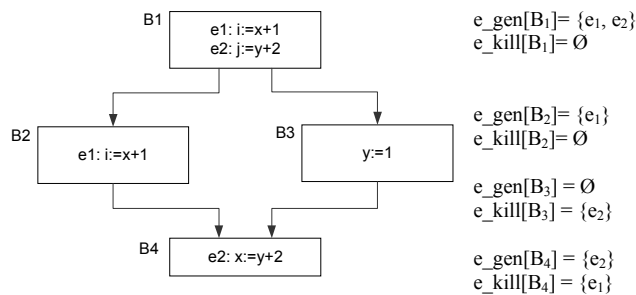 B1
e1: i:=x+1
e2: j:=y+2
e_gen[B₁]= {e₁, e₂}
e_kill[B₁]= Ø
B2
e1: i:=x+1
B3
y:=1
e_gen[B₂]= {e₁}
e_kill[B₂]= Ø
e_gen[B₃] = Ø
e_kill[B₃] = {e₂}
B4
e2: x:=y+2
e_gen[B₄] = {e₂}
e_kill[B₄] = {e₁}